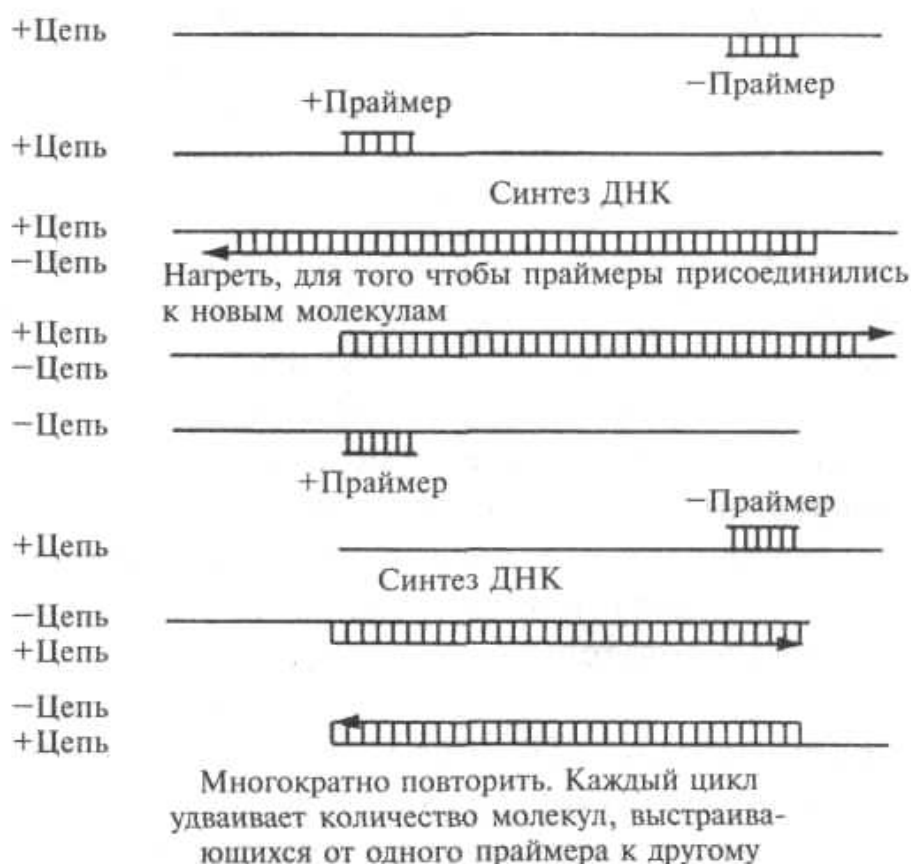 +Цепь
−Праймер
+Праймер
+Цепь
Синтез ДНК
+Цепь
−Цепь
Нагреть, для того чтобы праймеры присоединились
к новым молекулам
+Цепь
−Цепь
−Цепь
+Праймер
−Праймер
+Цепь
Синтез ДНК
−Цепь
+Цепь
−Цепь
+Цепь
Многократно повторить. Каждый цикл
удваивает количество молекул, выстраива-
ющихся от одного праймера к другому